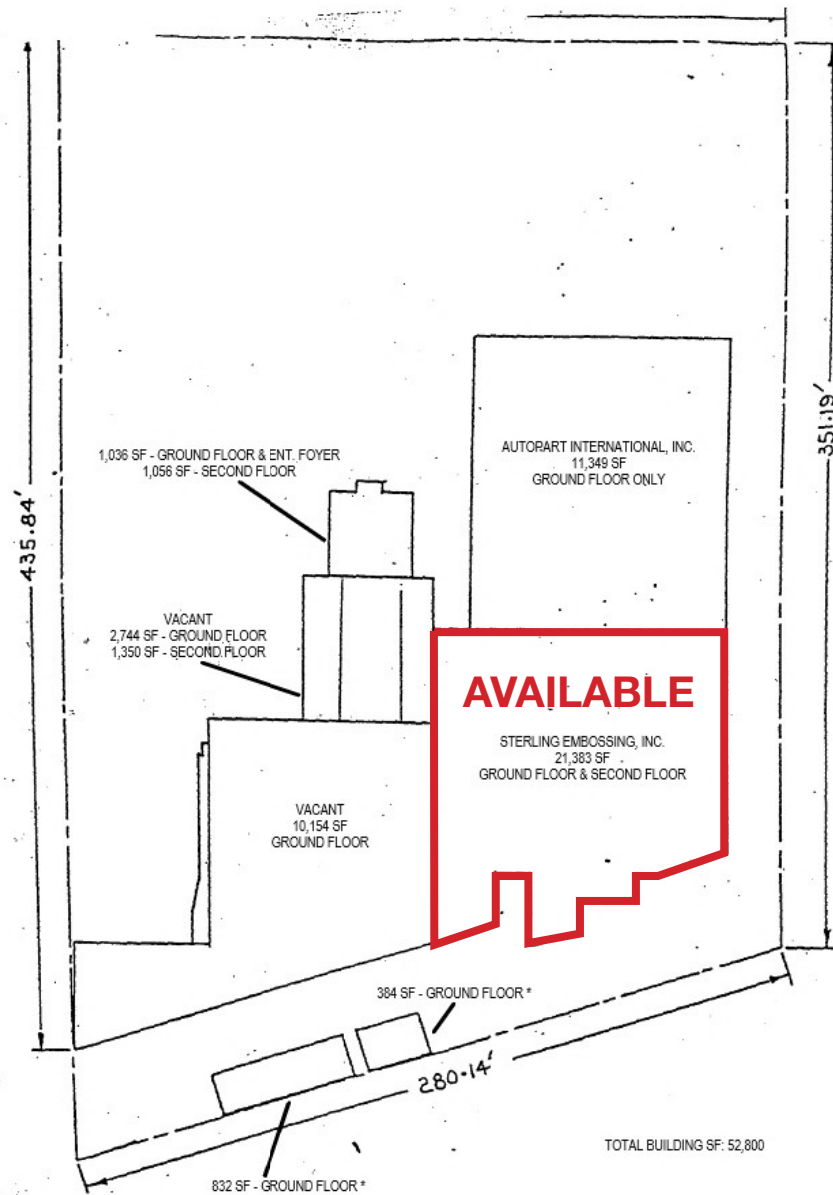 1,036 SF - GROUND FLOOR & ENT. FOYER
1,056 SF - SECOND FLOOR
AUTOPART INTERNATIONAL, INC.
11,349 SF
GROUND FLOOR ONLY
351.19'
435.84'
VACANT
2,744 SF - GROUND FLOOR
1,350 SF - SECOND FLOOR
AVAILABLE
STERLING EMBOSSING, INC.
21,383 SF
GROUND FLOOR & SECOND FLOOR
VACANT
10,154 SF
GROUND FLOOR
384 SF - GROUND FLOOR *
280.14'
832 SF - GROUND FLOOR *
TOTAL BUILDING SF: 52,800